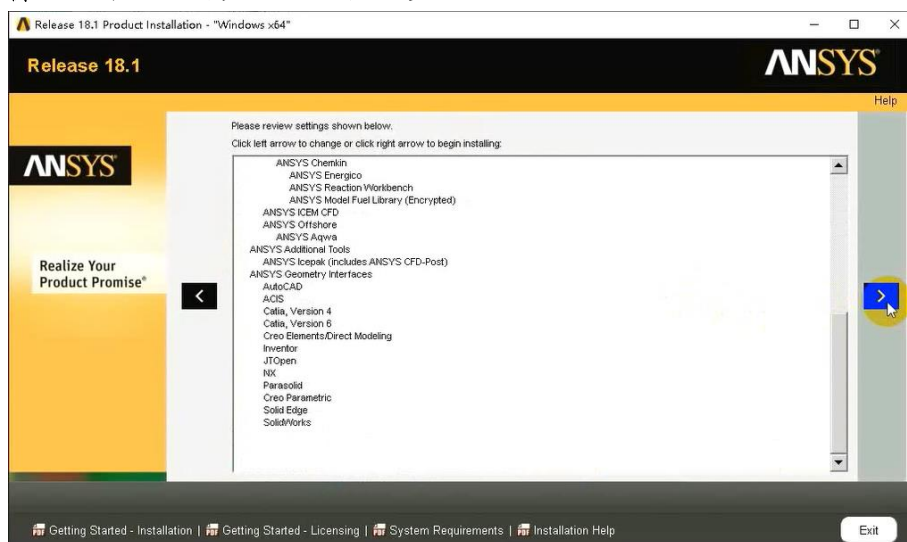 Release 18.1 Product Installation - "Windows x64"
Release 18.1
ANSYS
Help
ANSYS
Realize Your
Product Promise®
Please review settings shown below.
Click left arrow to change or click right arrow to begin installing:
ANSYS Chemkin
ANSYS Energico
ANSYS Reaction Workbench
ANSYS Model Fuel Library (Encrypted)
ANSYS ICEM CFD
ANSYS Offshore
ANSYS Aqwa
ANSYS Additional Tools
ANSYS Icepak (includes ANSYS CFD-Post)
ANSYS Geometry Interfaces
AutoCAD
ACIS
Catia, Version 4
Catia, Version 6
Creo Elements/Direct Modeling
Inventor
JTOpen
NX
Parasolid
Creo Parametric
Solid Edge
SolidWorks
Getting Started - Installation | Getting Started - Licensing | System Requirements | Installation Help
Exit